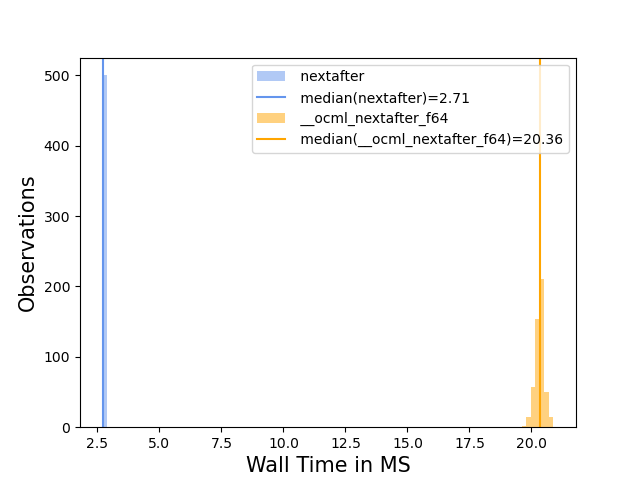 500
400
300
200
100
0
Observations
nextafter
median(nextafter)=2.71
__ocml_nextafter_f64
median(__ocml_nextafter_f64)=20.36
2.5 5.0 7.5 10.0 12.5 15.0 17.5 20.0
Wall Time in MS